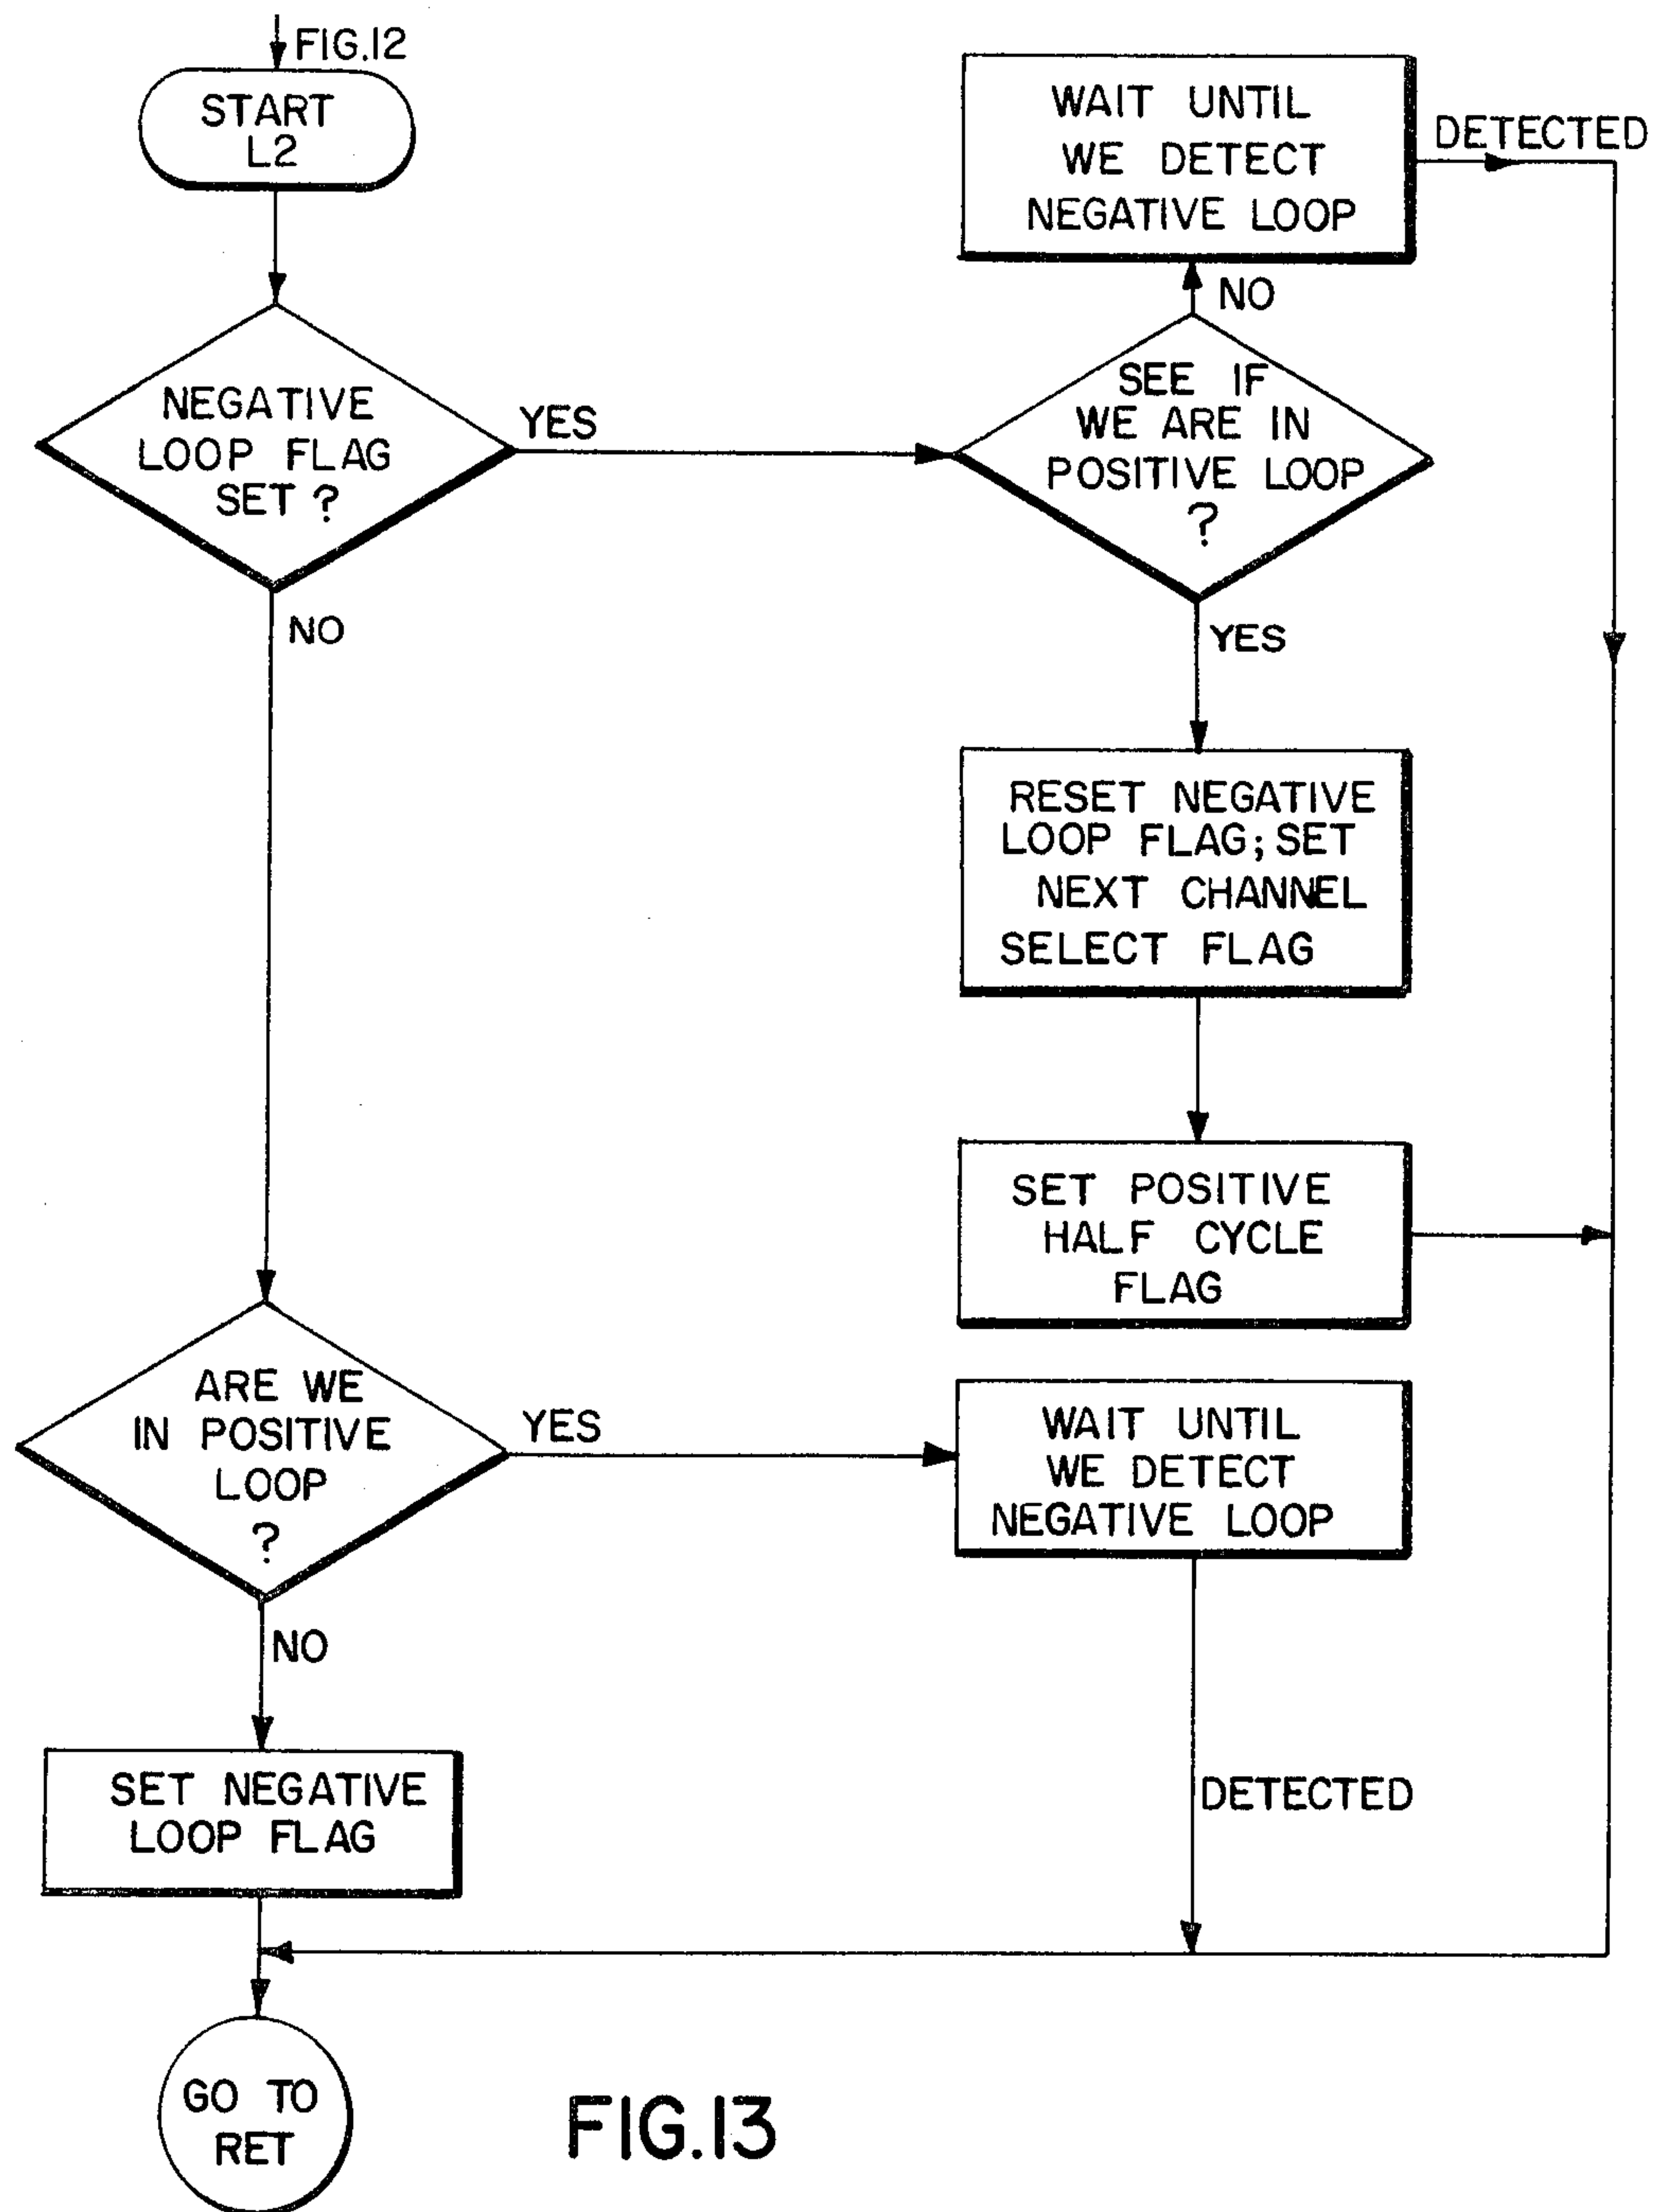 FIG.12
START
L2
NEGATIVE
LOOP FLAG
SET ?
YES
NO
WAIT UNTIL
WE DETECT
NEGATIVE LOOP
DETECTED
NO
SEE IF
WE ARE IN
POSITIVE LOOP
?
YES
RESET NEGATIVE
LOOP FLAG; SET
NEXT CHANNEL
SELECT FLAG
SET POSITIVE
HALF CYCLE
FLAG
ARE WE
IN POSITIVE
LOOP
?
YES
NO
WAIT UNTIL
WE DETECT
NEGATIVE LOOP
DETECTED
SET NEGATIVE
LOOP FLAG
GO TO
RET
FIG.13